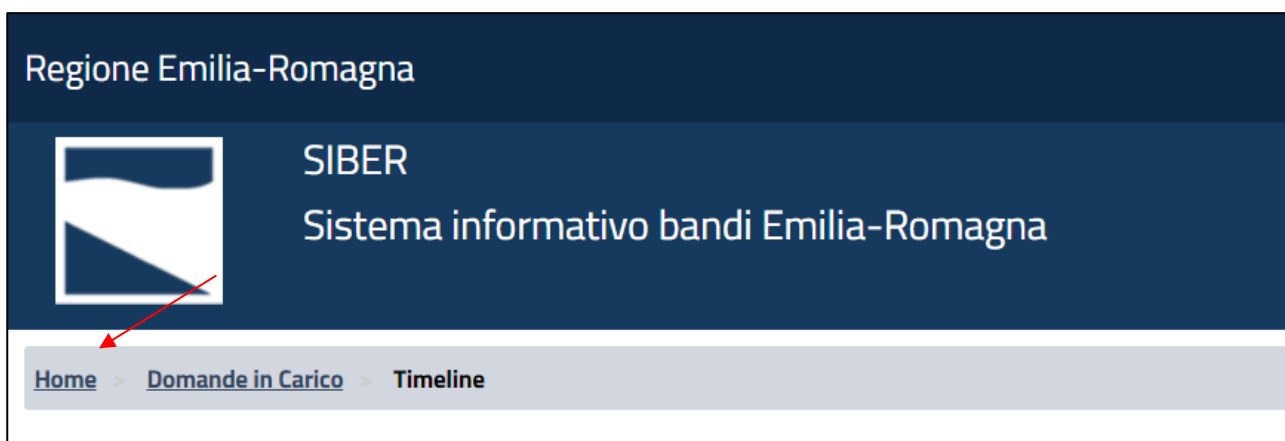 Regione Emilia-Romagna
SIBER
Sistema informativo bandi Emilia-Romagna
Home > Domande in Carico > Timeline